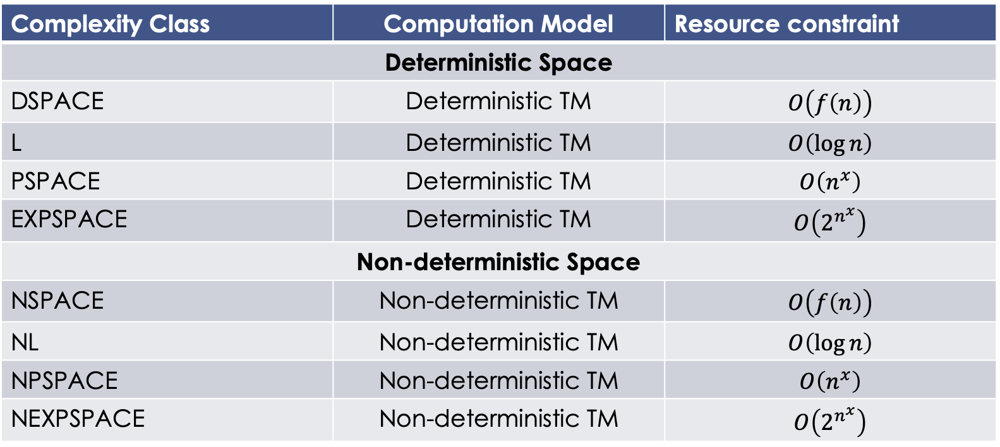 Complexity Class Computation Model Resource constraint
Deterministic Space
DSPACE Deterministic TM O(f(n))
L Deterministic TM O(log n)
PSPACE Deterministic TM O(nˣ)
EXPSPACE Deterministic TM O(2^{n^x})
Non-deterministic Space
NSPACE Non-deterministic TM O(f(n))
NL Non-deterministic TM O(log n)
NPSPACE Non-deterministic TM O(nˣ)
NEXPSPACE Non-deterministic TM O(2^{n^x})